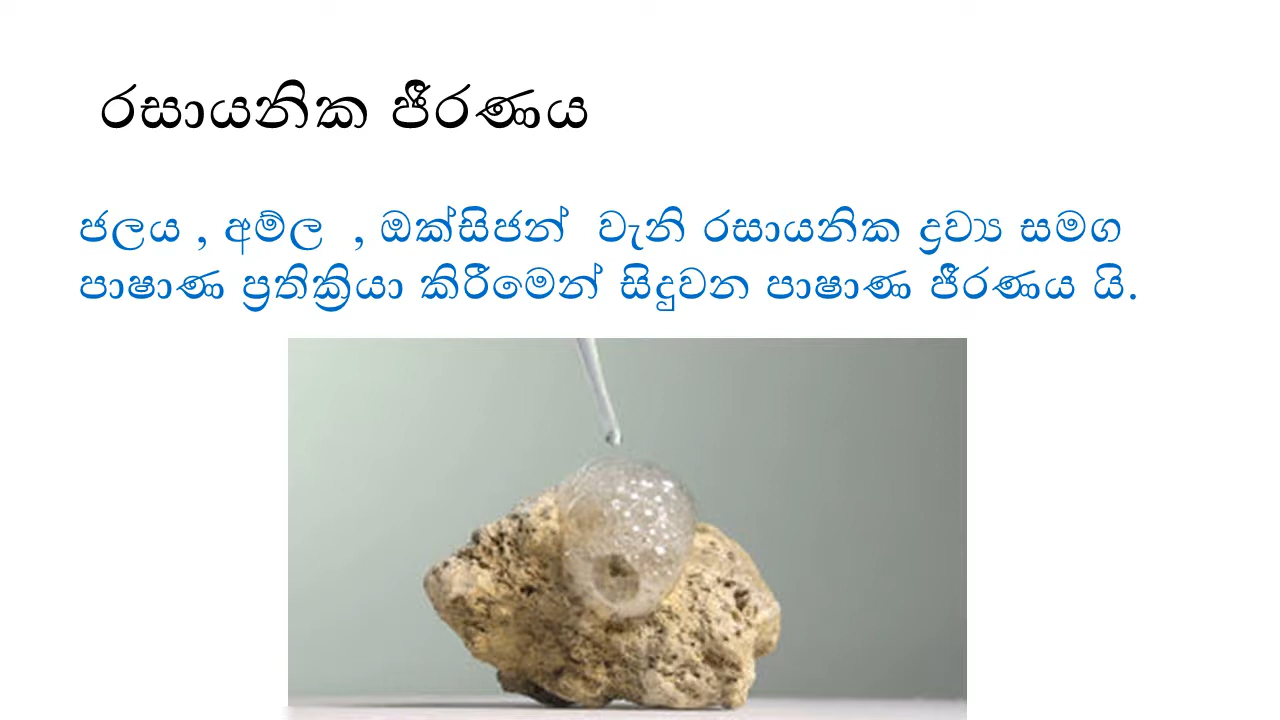 රසායනික ජීරණය
ජලය , අම්ල , ඔක්සිජන් වැනි රසායනික ද්‍රව්‍ය සමග
පාෂාණ ප්‍රතික්‍රියා කිරීමෙන් සිදුවන පාෂාණ ජීරණය යි.